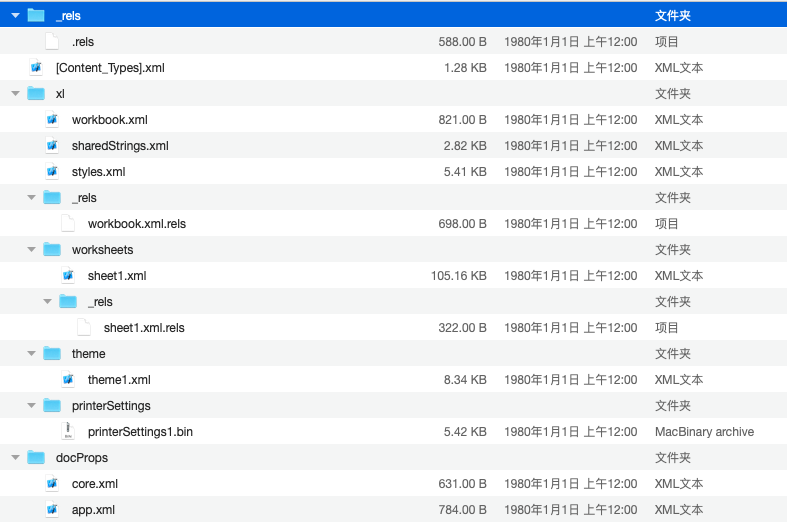 _rels 文件夹
.rels 588.00 B 1980年1月1日 上午12:00 项目
[Content_Types].xml 1.28 KB 1980年1月1日 上午12:00 XML文本
xl 文件夹
workbook.xml 821.00 B 1980年1月1日 上午12:00 XML文本
sharedStrings.xml 2.82 KB 1980年1月1日 上午12:00 XML文本
styles.xml 5.41 KB 1980年1月1日 上午12:00 XML文本
_rels 文件夹
workbook.xml.rels 698.00 B 1980年1月1日 上午12:00 项目
worksheets 文件夹
sheet1.xml 105.16 KB 1980年1月1日 上午12:00 XML文本
_rels 文件夹
sheet1.xml.rels 322.00 B 1980年1月1日 上午12:00 项目
theme 文件夹
theme1.xml 8.34 KB 1980年1月1日 上午12:00 XML文本
printerSettings 文件夹
printerSettings1.bin 5.42 KB 1980年1月1日 上午12:00 MacBinary archive
docProps 文件夹
core.xml 631.00 B 1980年1月1日 上午12:00 XML文本
app.xml 784.00 B 1980年1月1日 上午12:00 XML文本